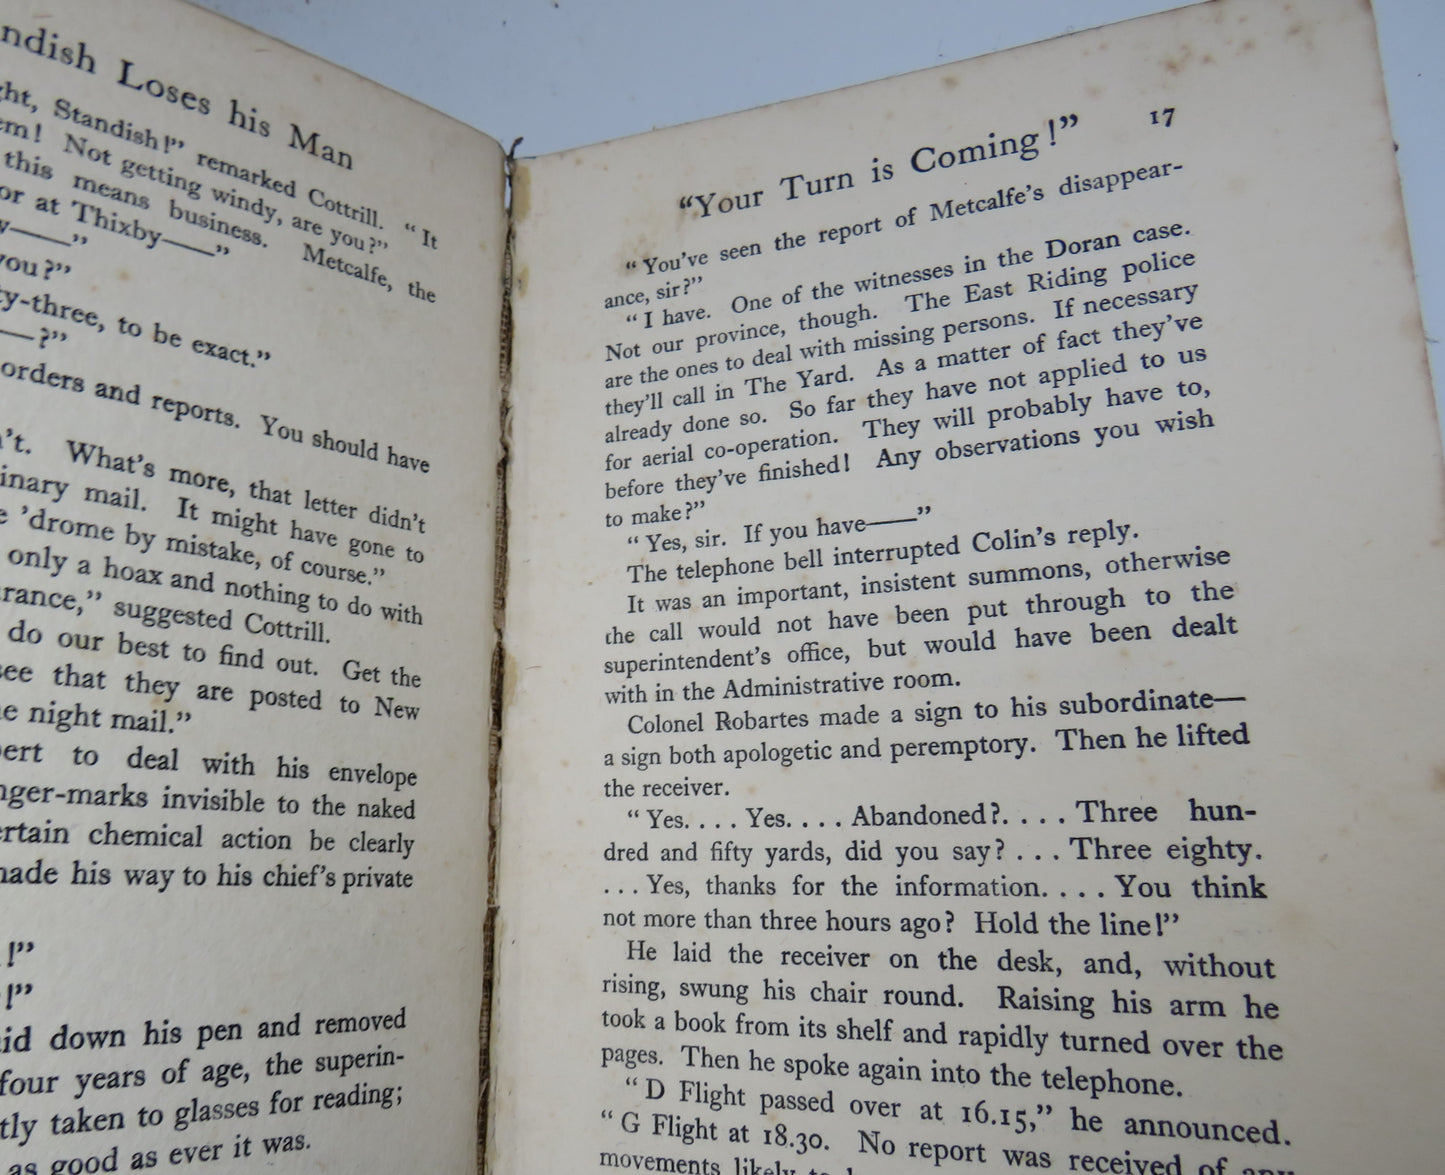 ndish Loses his Man
ght, Standish!” remarked Cottrill. “It
em! Not getting windy, are you?”
this means business. Metcalfe, the
or at Thixby——”
y——”
you?”
ty-three, to be exact.”
—?”
orders and reports. You should have
n't. What's more, that letter didn't
inary mail. It might have gone to
e 'drome by mistake, of course.”
only a hoax and nothing to do with
rance,” suggested Cottrill.
do our best to find out. Get the
see that they are posted to New
e night mail.”
pert to deal with his envelope
nger-marks invisible to the naked
ertain chemical action be clearly
made his way to his chief's private
!”
!”
id down his pen and removed
four years of age, the superin-
tly taken to glasses for reading;
as good as ever it was.
“Your Turn is Coming!” 17
“You've seen the report of Metcalfe's disappear-
ance, sir?”
“I have. One of the witnesses in the Doran case.
Not our province, though. The East Riding police
are the ones to deal with missing persons. If necessary
they'll call in The Yard. As a matter of fact they've
already done so. So far they have not applied to us
for aerial co-operation. They will probably have to,
before they've finished! Any observations you wish
to make?”
“Yes, sir. If you have——”
The telephone bell interrupted Colin's reply.
It was an important, insistent summons, otherwise
the call would not have been put through to the
superintendent's office, but would have been dealt
with in the Administrative room.
Colonel Robartes made a sign to his subordinate—
a sign both apologetic and peremptory. Then he lifted
the receiver.
“Yes. . . . Yes. . . . Abandoned?. . . . Three hun-
dred and fifty yards, did you say? . . . Three eighty.
. . . Yes, thanks for the information. . . . You think
not more than three hours ago? Hold the line!”
He laid the receiver on the desk, and, without
rising, swung his chair round. Raising his arm he
took a book from its shelf and rapidly turned over the
pages. Then he spoke again into the telephone.
“D Flight passed over at 16.15,” he announced.
“G Flight at 18.30. No report was received of any
movements likely to